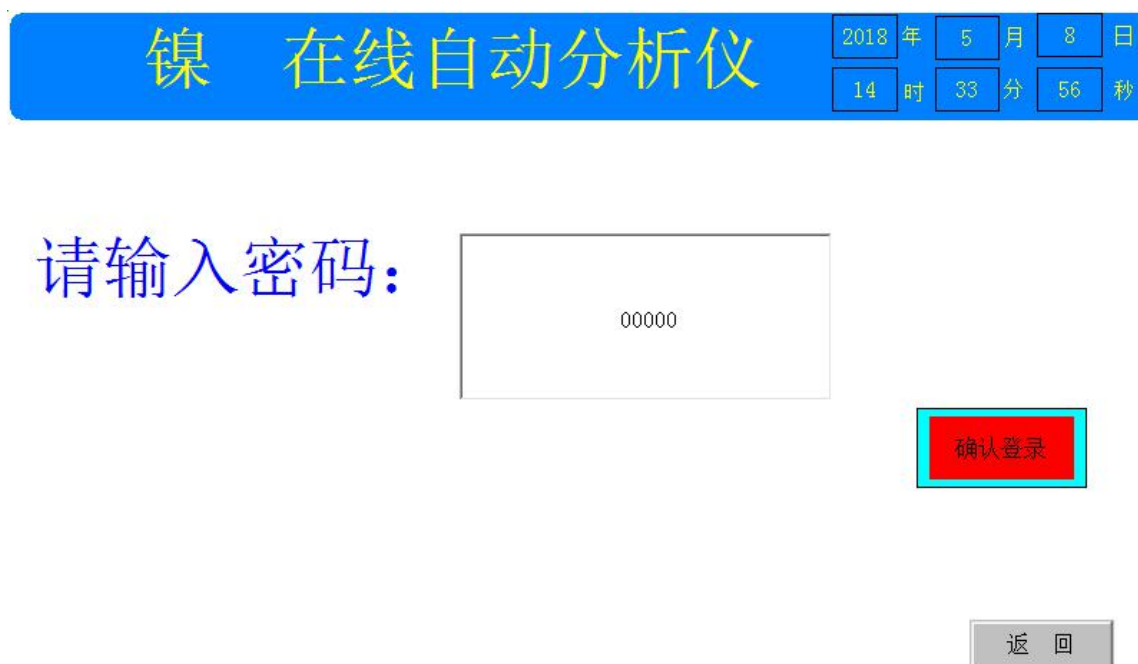 镍 在线自动分析仪
2018 年 5 月 8 日
14 时 33 分 56 秒
请输入密码：
00000
确认登录
返 回